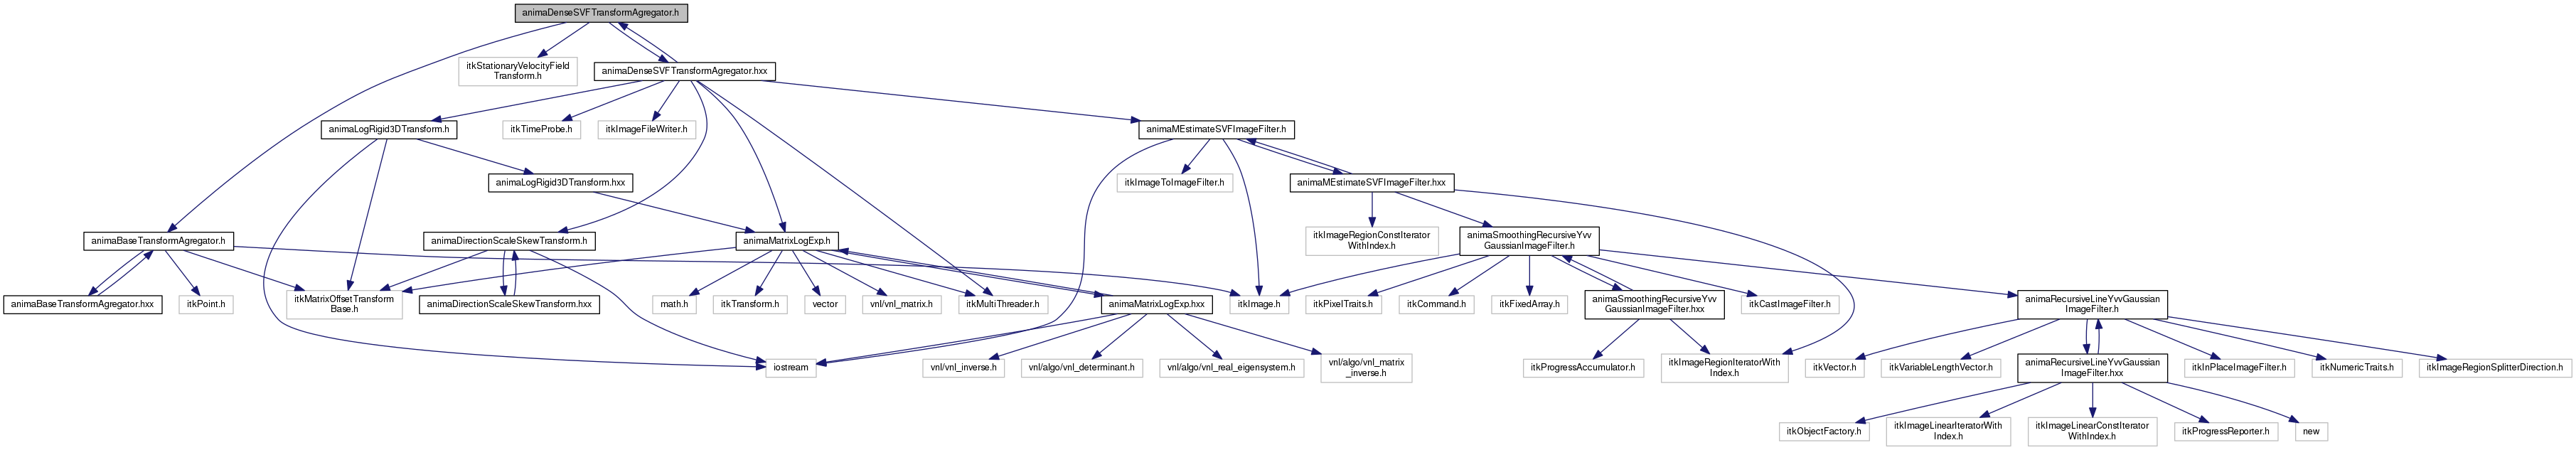 animaDenseSVFTransformAgregator.h
itkStationaryVelocityField
Transform.h
animaDenseSVFTransformAgregator.hxx
animaLogRigid3DTransform.h
itkTimeProbe.h
itkImageFileWriter.h
animaMEstimateSVFImageFilter.h
animaLogRigid3DTransform.hxx
itkImageToImageFilter.h
animaMEstimateSVFImageFilter.hxx
animaBaseTransformAgregator.h
animaDirectionScaleSkewTransform.h
animaMatrixLogExp.h
itkImageRegionConstIterator
WithIndex.h
animaSmoothingRecursiveYvv
GaussianImageFilter.h
animaBaseTransformAgregator.hxx
itkPoint.h
itkMatrixOffsetTransform
Base.h
animaDirectionScaleSkewTransform.hxx
math.h
itkTransform.h
vector
vnl/vnl_matrix.h
itkMultiThreader.h
animaMatrixLogExp.hxx
itkImage.h
itkPixelTraits.h
itkCommand.h
itkFixedArray.h
animaSmoothingRecursiveYvv
GaussianImageFilter.hxx
itkCastImageFilter.h
animaRecursiveLineYvvGaussian
ImageFilter.h
iostream
vnl/vnl_inverse.h
vnl/algo/vnl_determinant.h
vnl/algo/vnl_real_eigensystem.h
vnl/algo/vnl_matrix
_inverse.h
itkProgressAccumulator.h
itkImageRegionIteratorWith
Index.h
itkVector.h
itkVariableLengthVector.h
animaRecursiveLineYvvGaussian
ImageFilter.hxx
itkInPlaceImageFilter.h
itkNumericTraits.h
itkImageRegionSplitterDirection.h
itkObjectFactory.h
itkImageLinearIteratorWith
Index.h
itkImageLinearConstIterator
WithIndex.h
itkProgressReporter.h
new